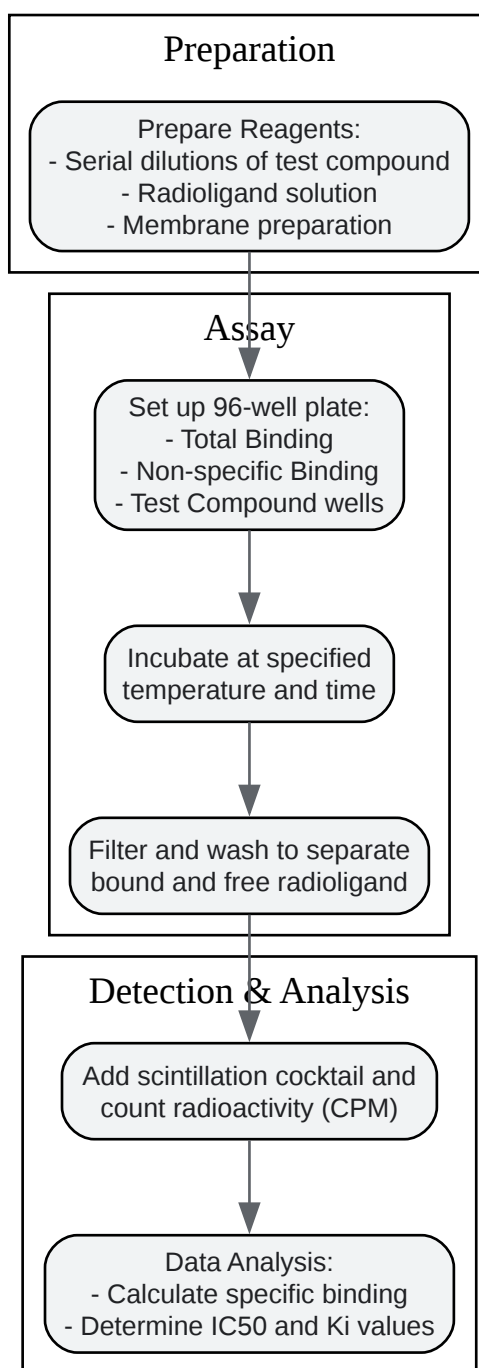 Preparation
Prepare Reagents:
- Serial dilutions of test compound
- Radioligand solution
- Membrane preparation
Assay
Set up 96-well plate:
- Total Binding
- Non-specific Binding
- Test Compound wells
Incubate at specified
temperature and time
Filter and wash to separate
bound and free radioligand
Detection & Analysis
Add scintillation cocktail and
count radioactivity (CPM)
Data Analysis:
- Calculate specific binding
- Determine IC50 and Ki values